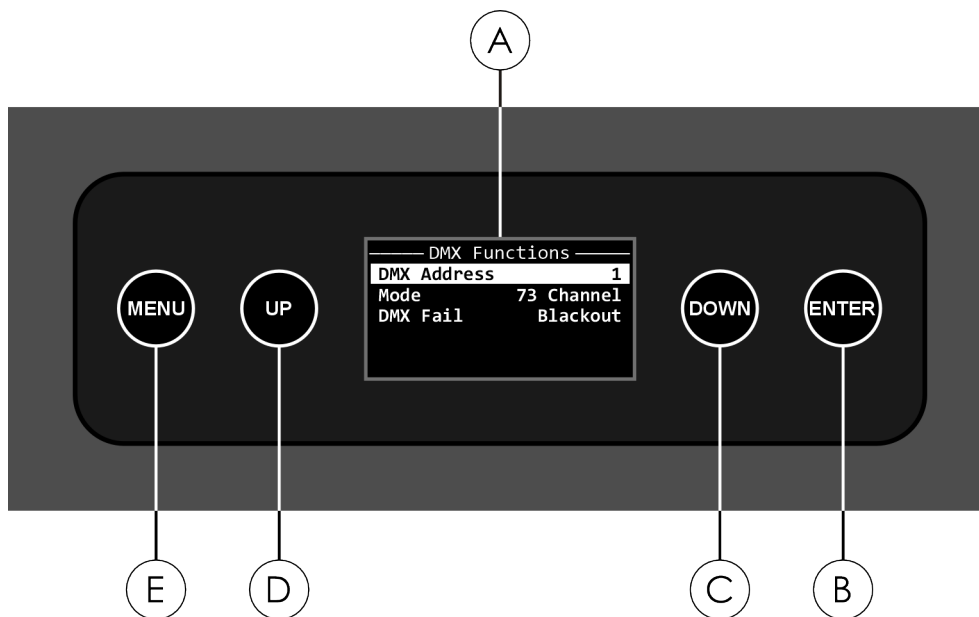 A
DMX Functions
DMX Address 1
Mode 73 Channel
DMX Fail Blackout
MENU
UP
DOWN
ENTER
E
D
C
B